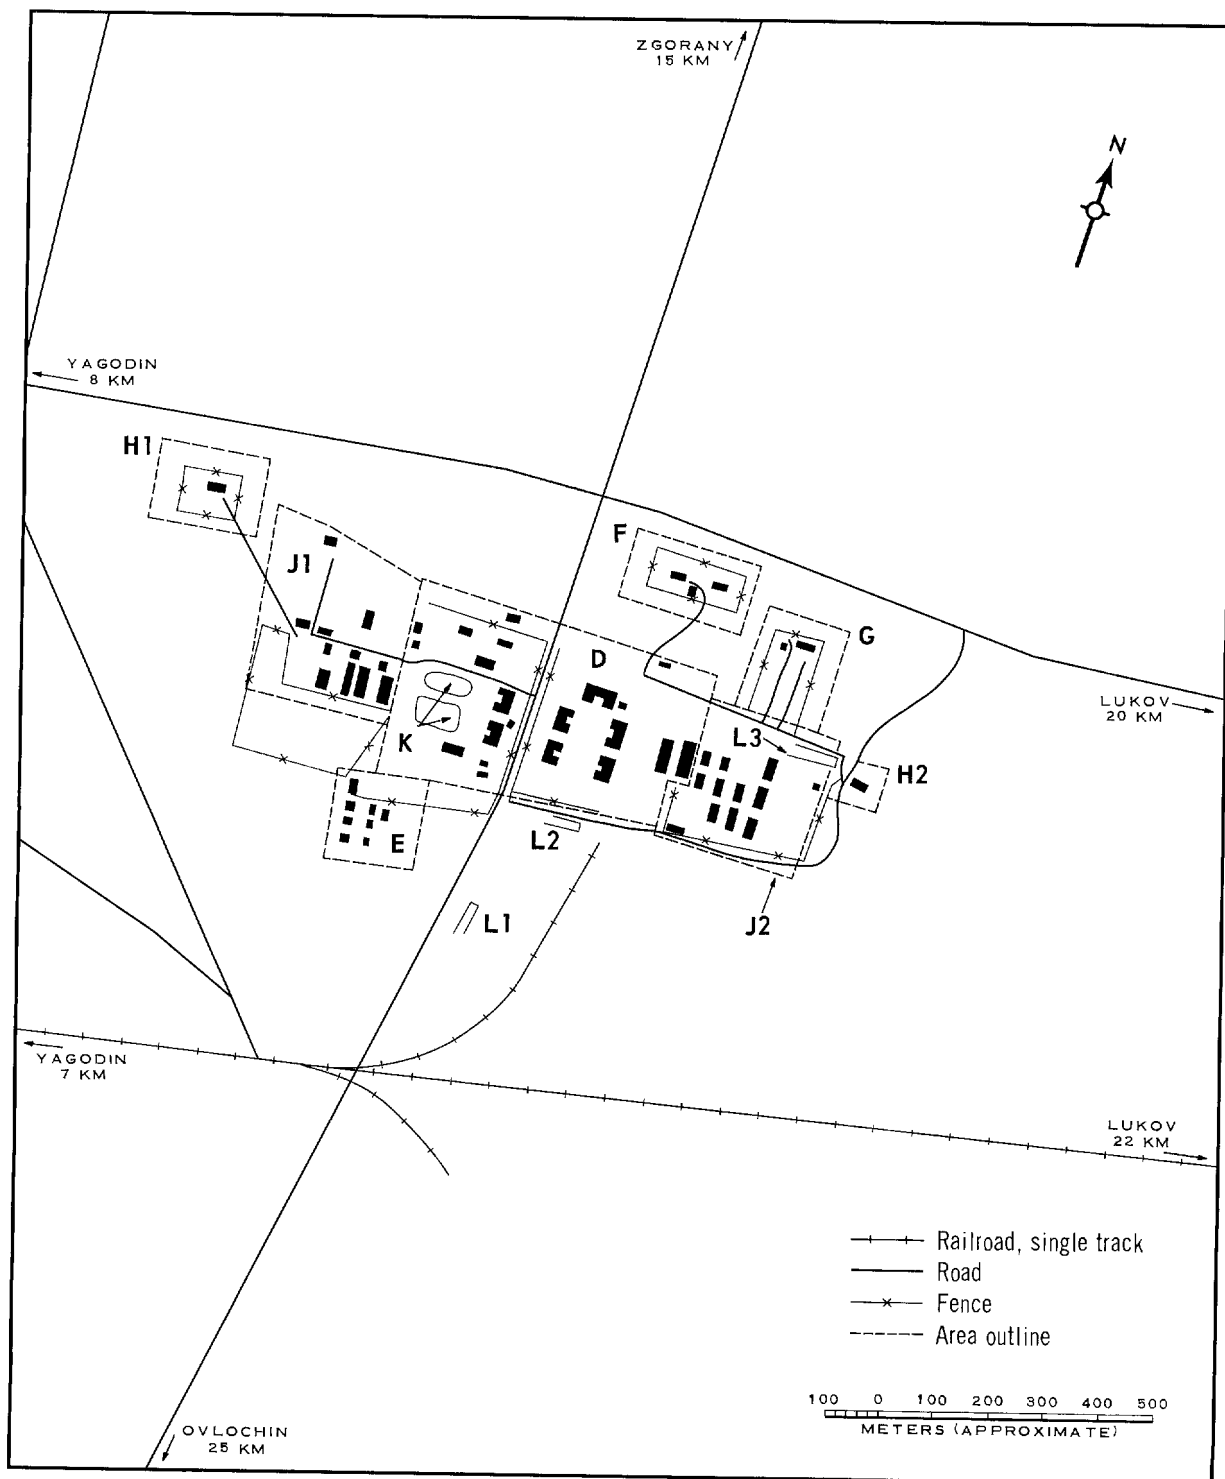 ZGORANY
15 KM
N
YAGODIN
8 KM
H1
F
J1
G
D
LUKOV
20 KM
L3
K
H2
L2
E
L1
J2
YAGODIN
7 KM
LUKOV
22 KM
Railroad, single track
Road
Fence
Area outline
100 0 100 200 300 400 500
METERS (APPROXIMATE)
OVLOCHIN
25 KM